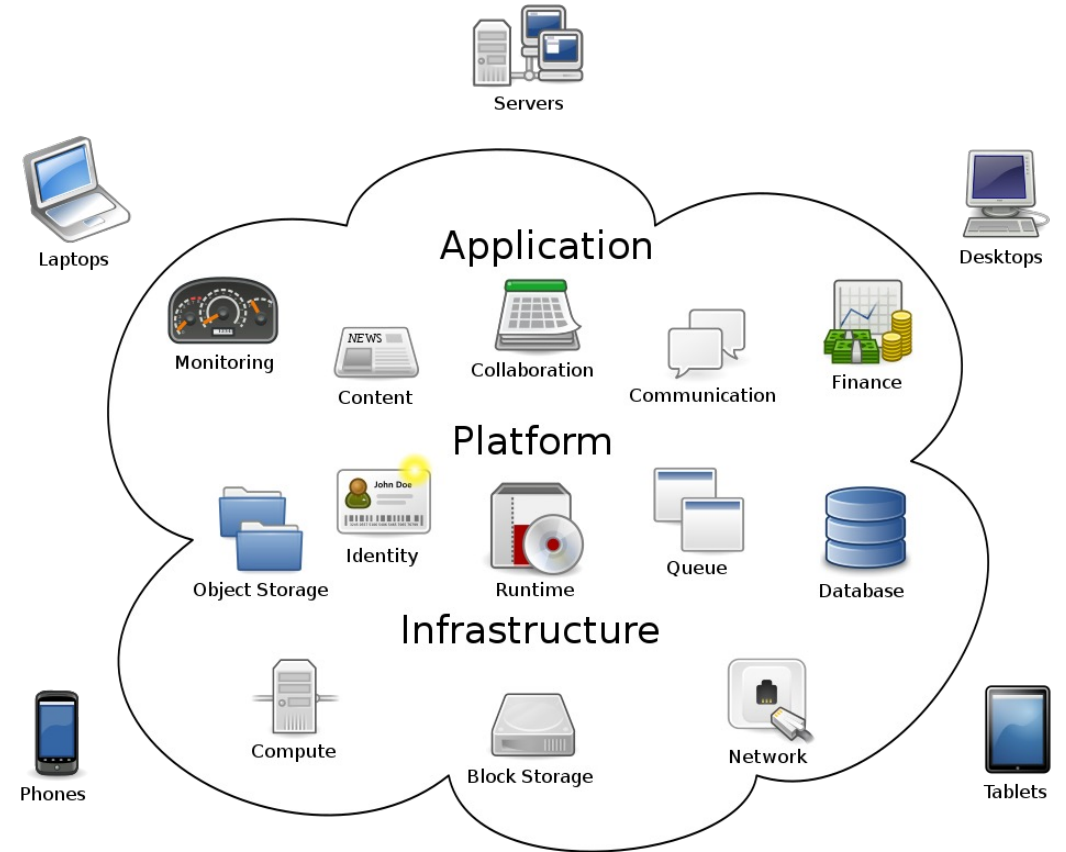 Servers
Laptops
Desktops
Application
Monitoring
NEWS
Content
Collaboration
Communication
Finance
Platform
Object Storage
John Doe
Identity
Runtime
Queue
Database
Infrastructure
Compute
Block Storage
Network
Phones
Tablets